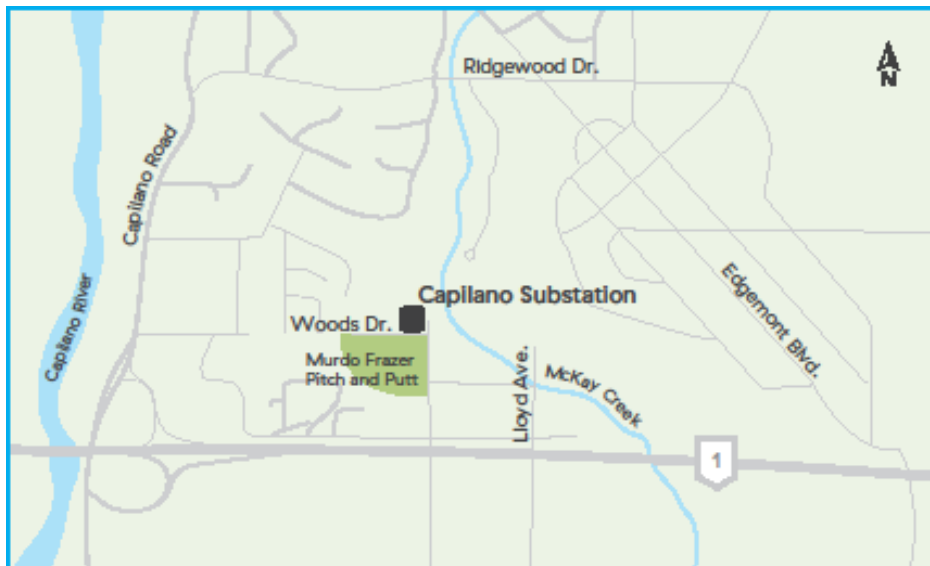 Ridgewood Dr.
N
Capilano Road
Capilano River
Capilano Substation
Edgemont Blvd.
Woods Dr.
Murdo Frazer
Pitch and Putt
Lloyd Ave.
McKay Creek
1